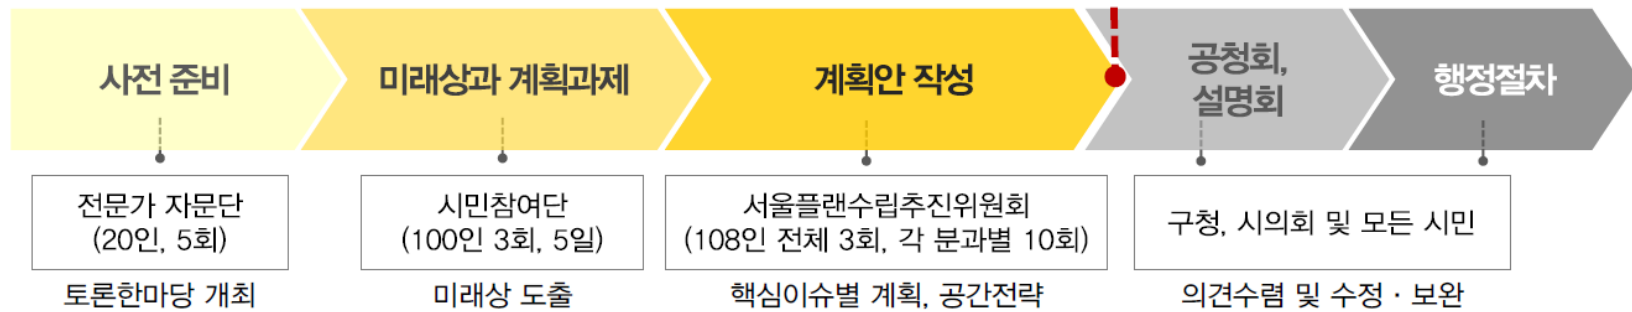 사전 준비
미래상과 계획과제
계획안 작성
공청회,
설명회
행정절차
전문가 자문단
(20인, 5회)
토론한마당 개최
시민참여단
(100인 3회, 5일)
미래상 도출
서울플랜수립추진위원회
(108인 전체 3회, 각 분과별 10회)
핵심이슈별 계획, 공간전략
구청, 시의회 및 모든 시민
의견수렴 및 수정 · 보완